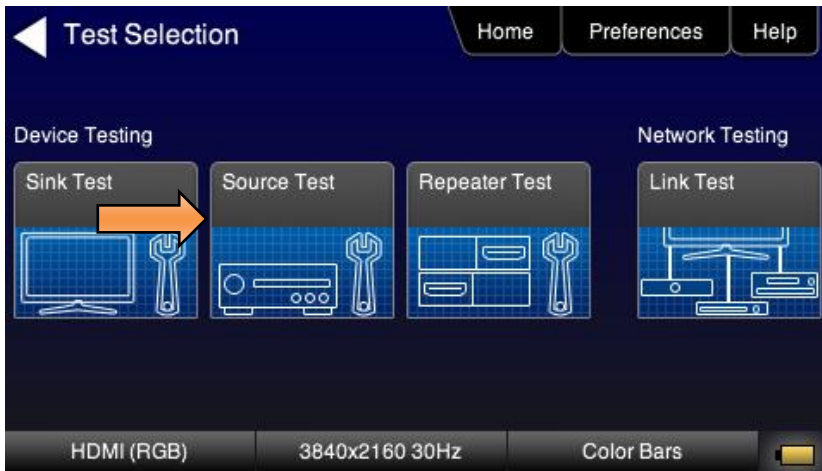 Test Selection
Home
Preferences
Help
Device Testing
Network Testing
Sink Test
Source Test
Repeater Test
Link Test
HDMI (RGB)
3840x2160 30Hz
Color Bars